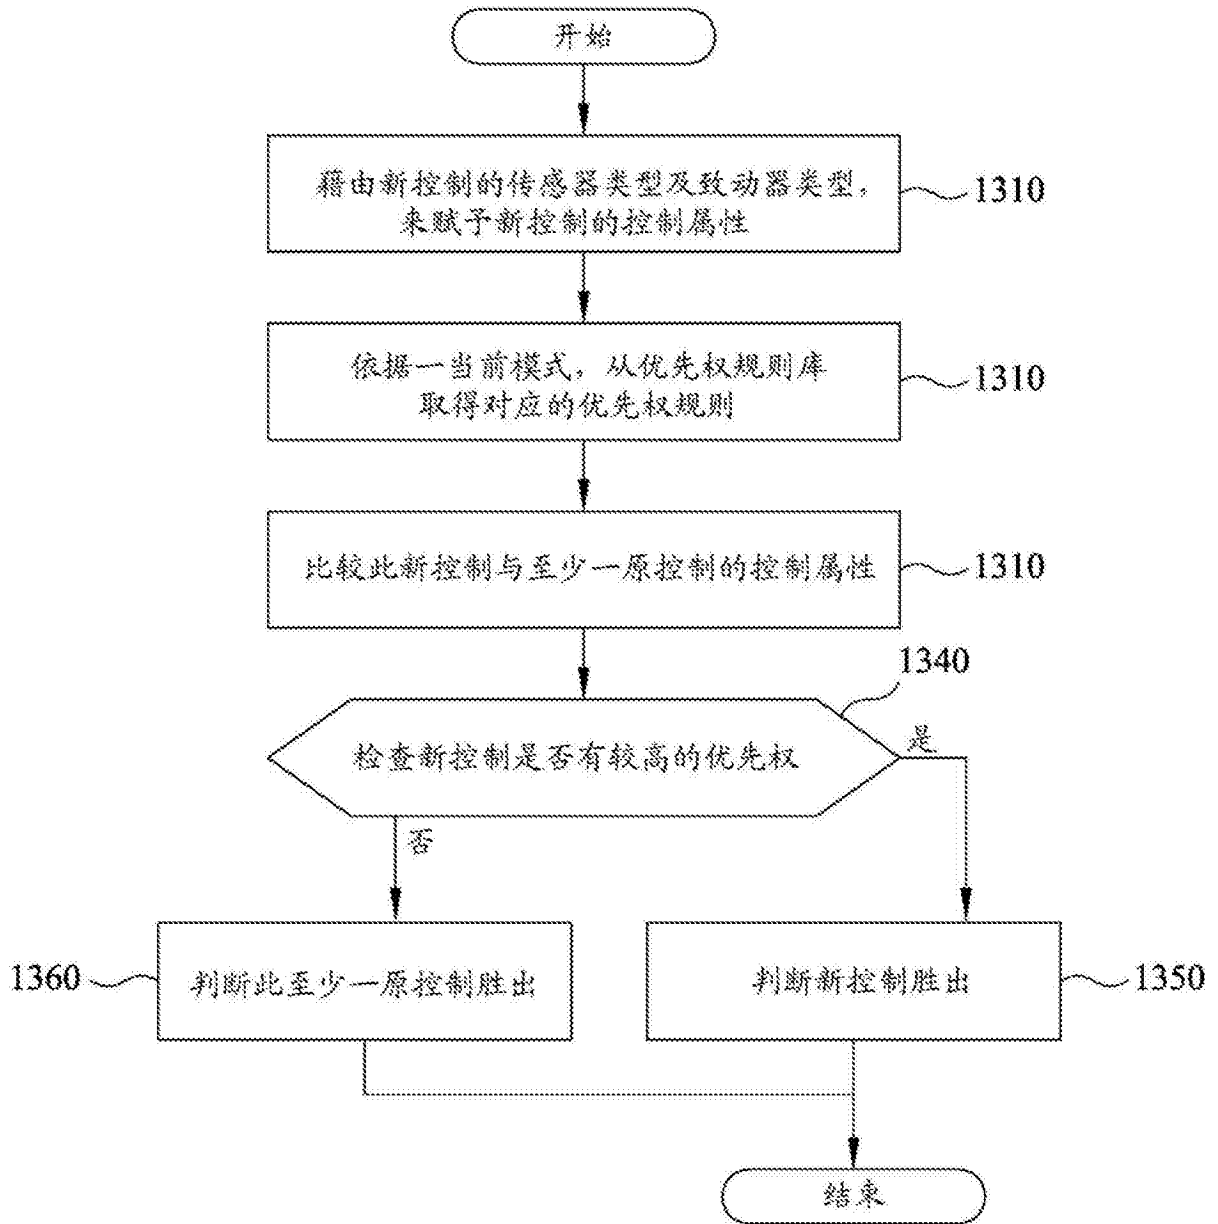 开始
藉由新控制的传感器类型及致动器类型，
来赋予新控制的控制属性
1310
依据一当前模式，从优先权规则库
取得对应的优先权规则
1310
比较此新控制与至少一原控制的控制属性
1310
1340
检查新控制是否有较高的优先权
是
否
1360
判断此至少一原控制胜出
判断新控制胜出
1350
结束